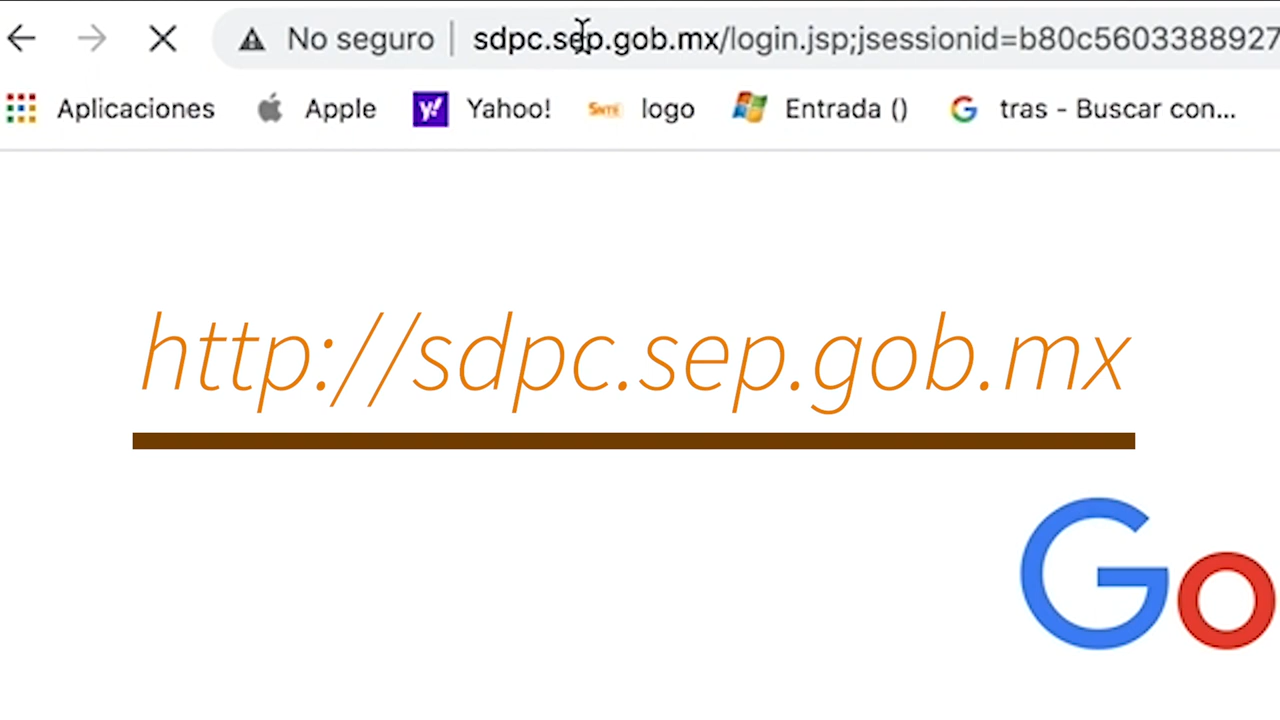 No seguro | sdpc.sep.gob.mx/login.jsp;jsessionid=b80c5603388927
Aplicaciones Apple Yahoo! SNTE logo Entrada () tras - Buscar con...
http://sdpc.sep.gob.mx
Go